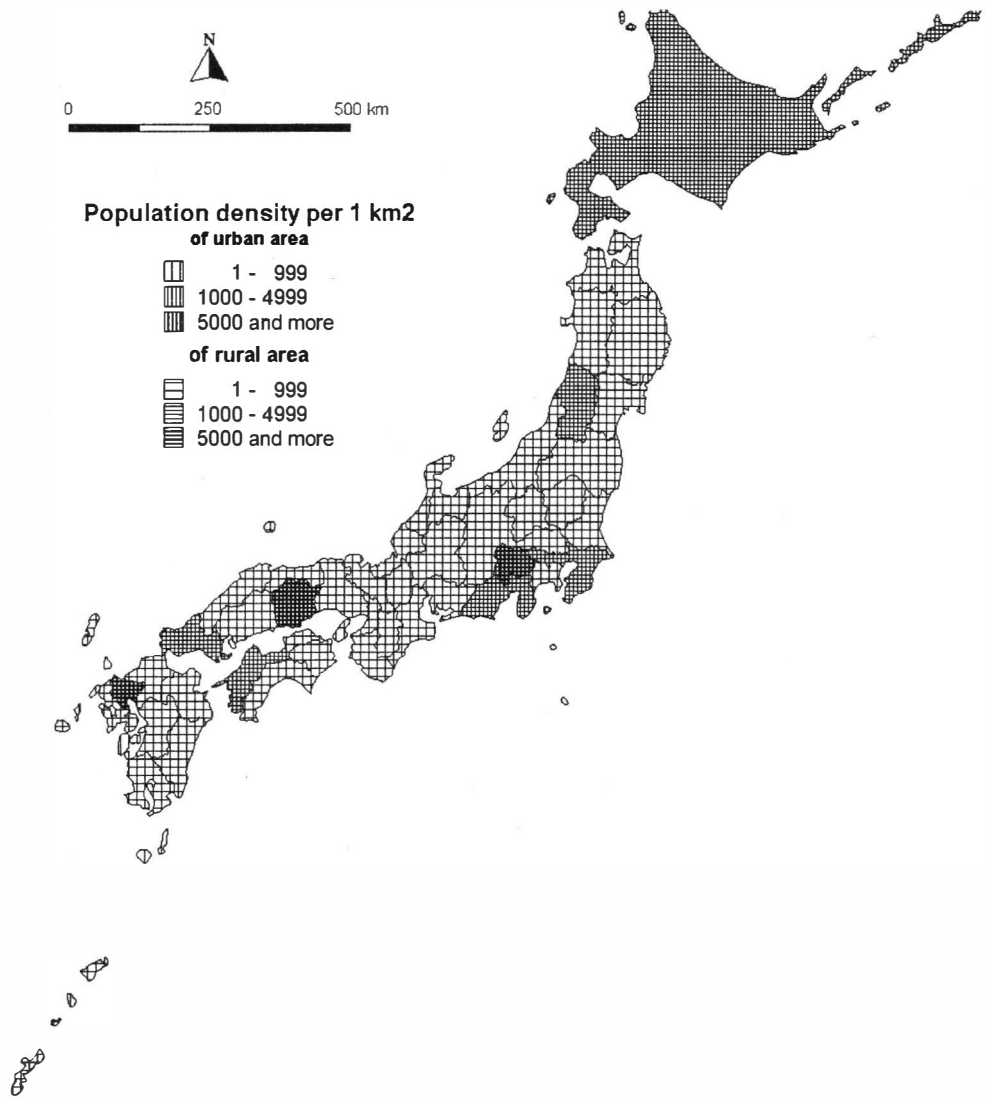 N
0 250 500 km
Population density per 1 km2
of urban area
1 - 999
1000 - 4999
5000 and more
of rural area
1 - 999
1000 - 4999
5000 and more